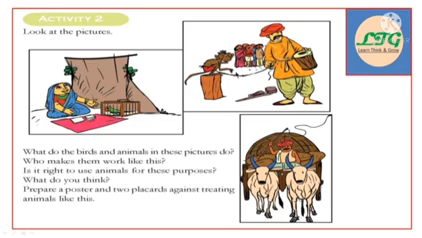 ACTIVITY 2
Look at the pictures.
LTG
Learn Think & Grow
What do the birds and animals in these pictures do?
Who makes them work like this?
Is it right to use animals for these purposes?
What do you think?
Prepare a poster and two placards against treating
animals like this.